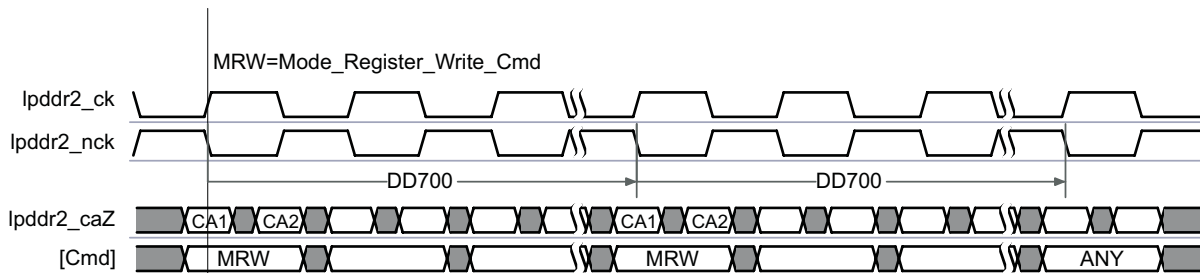 MRW=Mode_Register_Write_Cmd
lpddr2_ck
lpddr2_nck
DD700 DD700
lpddr2_caZ CA1 CA2 CA1 CA2
[Cmd] MRW MRW ANY